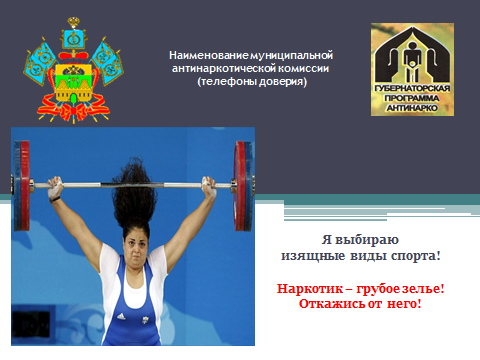 Наименование муниципальной
антинаркотической комиссии
(телефоны доверия)
ГУБЕРНАТОРСКАЯ
ПРОГРАММА
АНТИНАРКО
Я выбираю
изящные виды спорта!
Наркотик – грубое зелье!
Откажись от него!